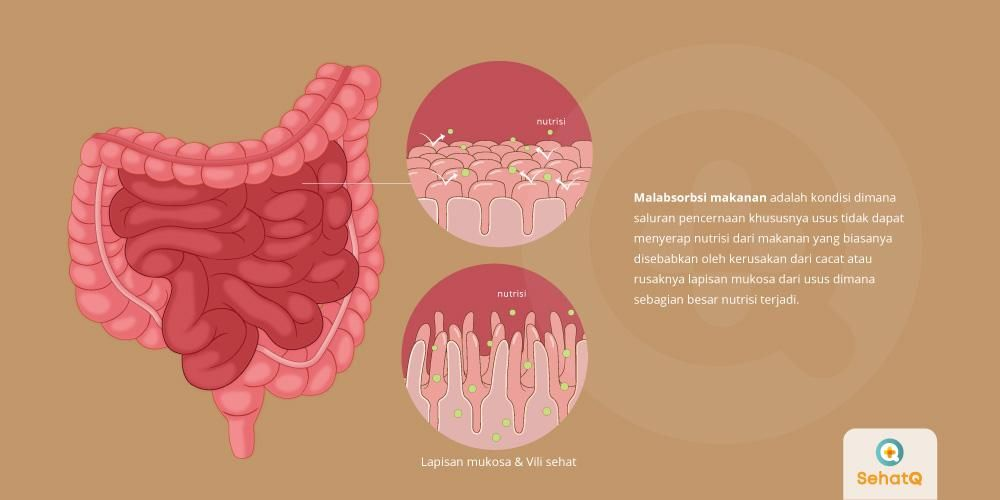 nutrisi
nutrisi
Lapisan mukosa & Vili sehat
Malabsorbsi makanan adalah kondisi dimana
saluran pencernaan khususnya usus tidak dapat
menyerap nutrisi dari makanan yang biasanya
disebabkan oleh kerusakan dari cacat atau
rusaknya lapisan mukosa dari usus dimana
sebagian besar nutrisi terjadi.
SehatQ